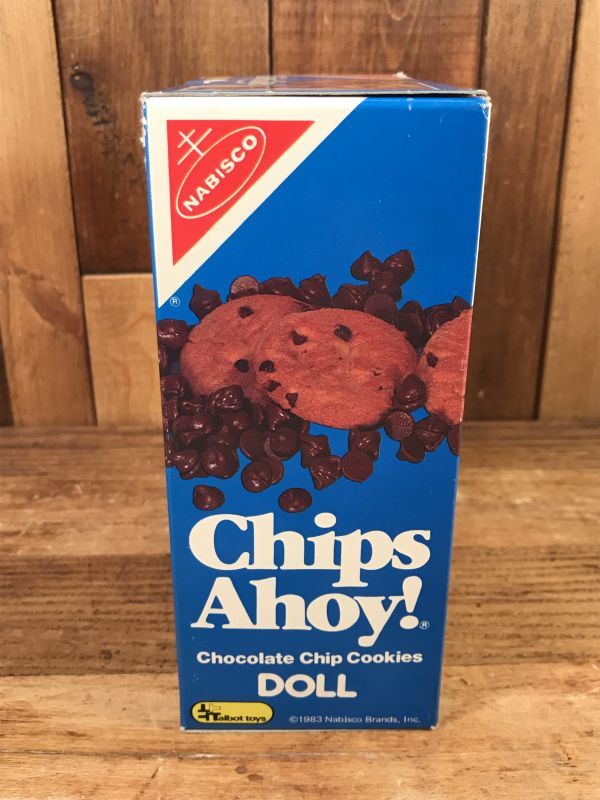 NABISCO
®
Chips
Ahoy!®
Chocolate Chip Cookies
DOLL
Talbot toys
©1983 Nabisco Brands, Inc.